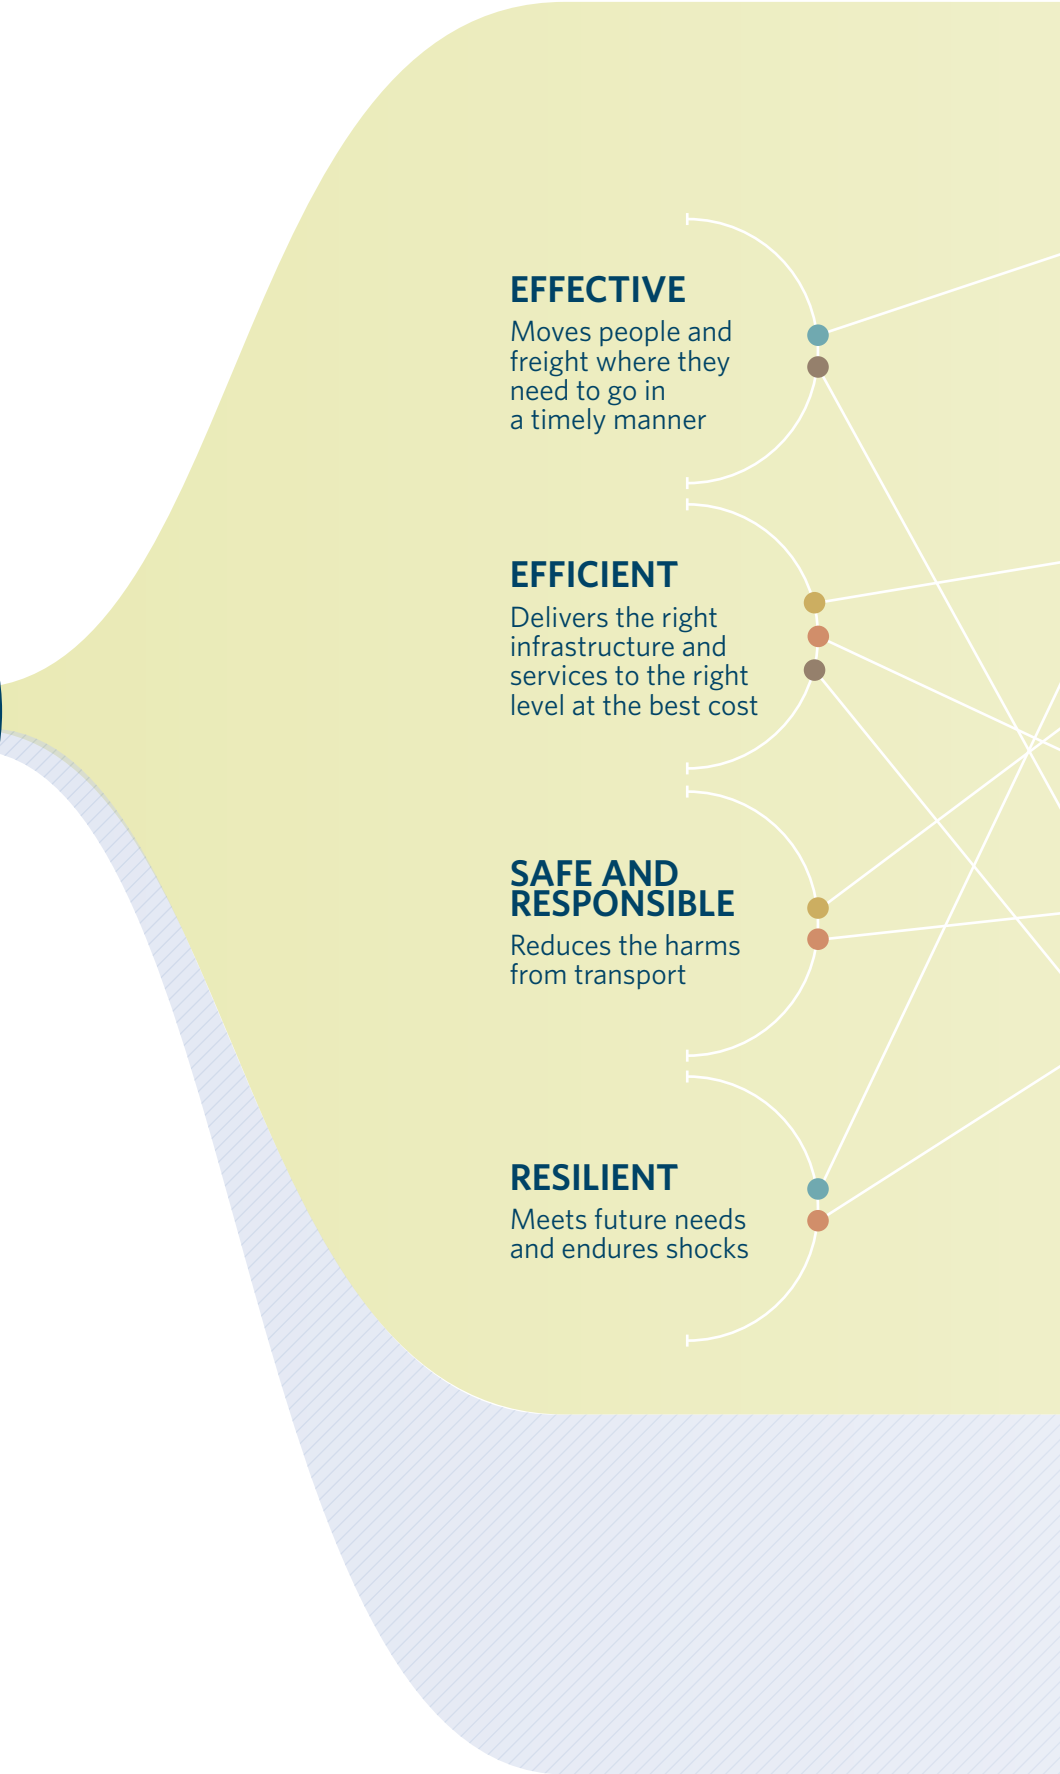 EFFECTIVE
Moves people and
freight where they
need to go in
a timely manner
EFFICIENT
Delivers the right
infrastructure and
services to the right
level at the best cost
SAFE AND
RESPONSIBLE
Reduces the harms
from transport
RESILIENT
Meets future needs
and endures shocks